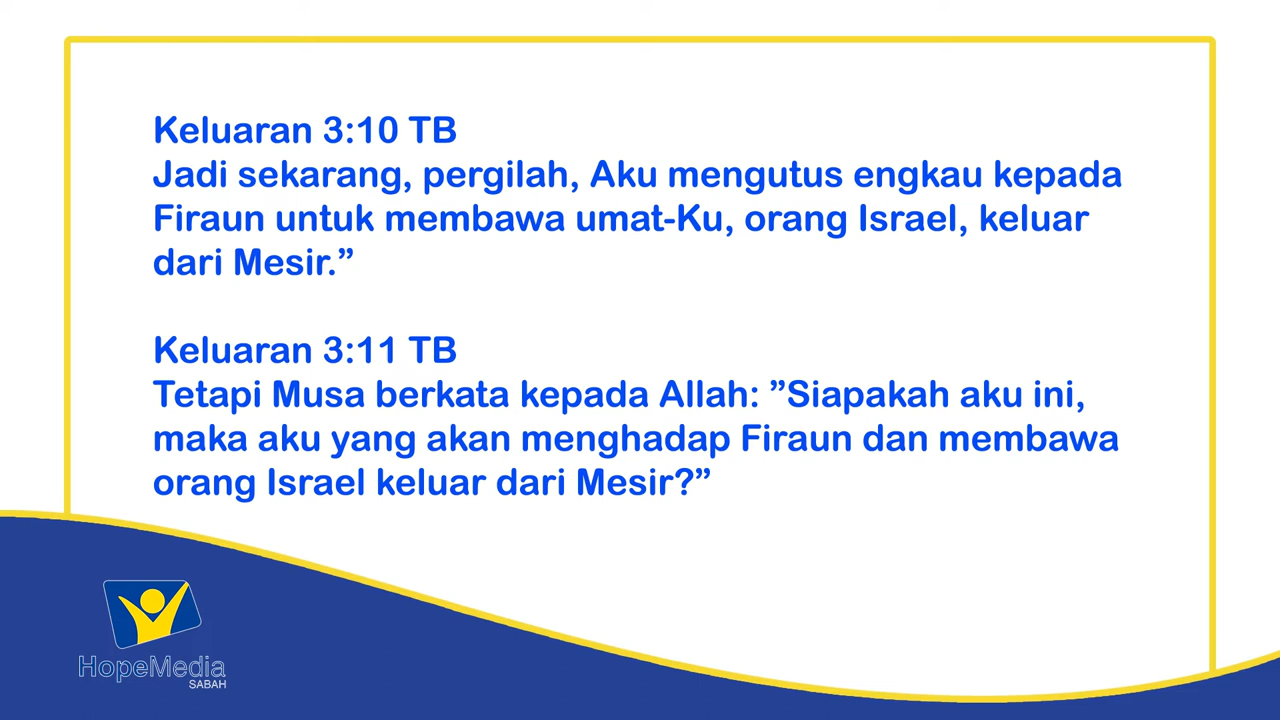 Keluaran 3:10 TB
Jadi sekarang, pergilah, Aku mengutus engkau kepada
Firaun untuk membawa umat-Ku, orang Israel, keluar
dari Mesir.”
Keluaran 3:11 TB
Tetapi Musa berkata kepada Allah: ”Siapakah aku ini,
maka aku yang akan menghadap Firaun dan membawa
orang Israel keluar dari Mesir?”
HopeMedia
SABAH